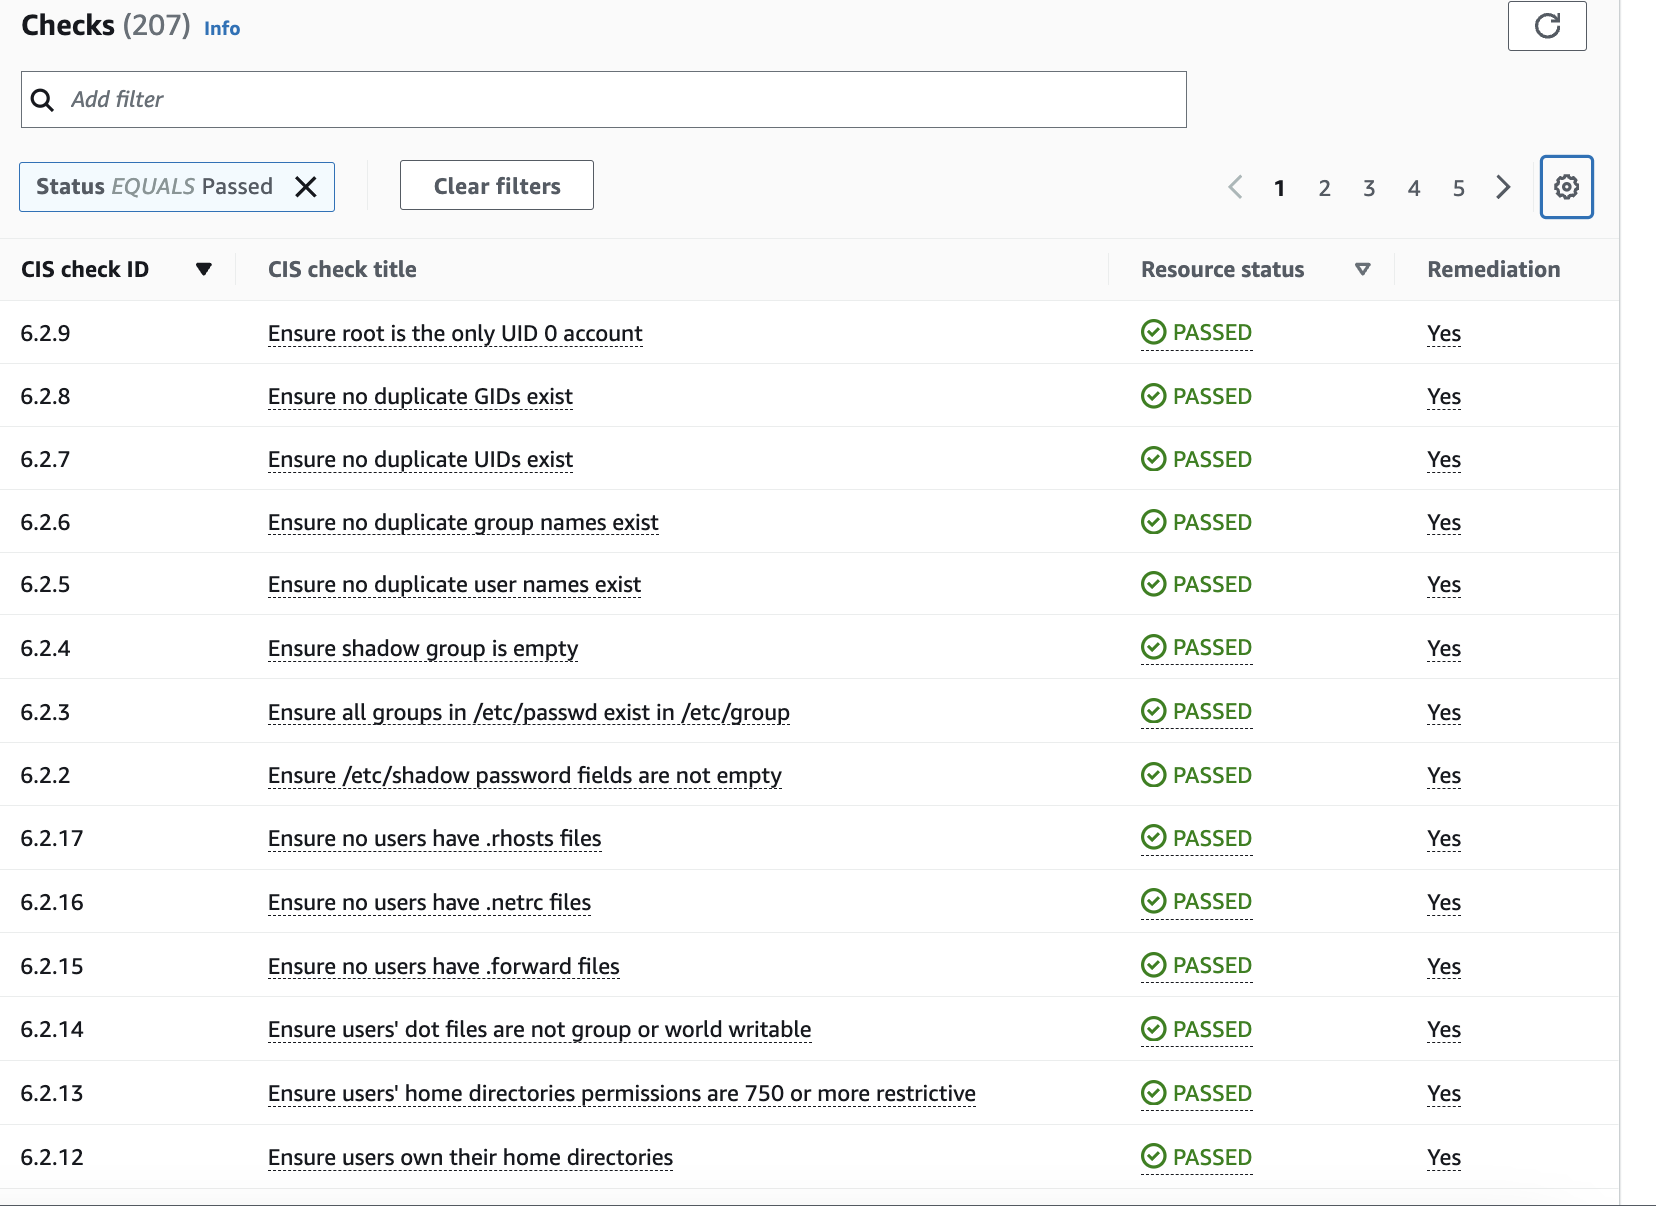 Checks (207) Info
Add filter
Status EQUALS Passed Clear filters 1 2 3 4 5
CIS check ID CIS check title Resource status Remediation
6.2.9 Ensure root is the only UID 0 account PASSED Yes
6.2.8 Ensure no duplicate GIDs exist PASSED Yes
6.2.7 Ensure no duplicate UIDs exist PASSED Yes
6.2.6 Ensure no duplicate group names exist PASSED Yes
6.2.5 Ensure no duplicate user names exist PASSED Yes
6.2.4 Ensure shadow group is empty PASSED Yes
6.2.3 Ensure all groups in /etc/passwd exist in /etc/group PASSED Yes
6.2.2 Ensure /etc/shadow password fields are not empty PASSED Yes
6.2.17 Ensure no users have .rhosts files PASSED Yes
6.2.16 Ensure no users have .netrc files PASSED Yes
6.2.15 Ensure no users have .forward files PASSED Yes
6.2.14 Ensure users' dot files are not group or world writable PASSED Yes
6.2.13 Ensure users' home directories permissions are 750 or more restrictive PASSED Yes
6.2.12 Ensure users own their home directories PASSED Yes